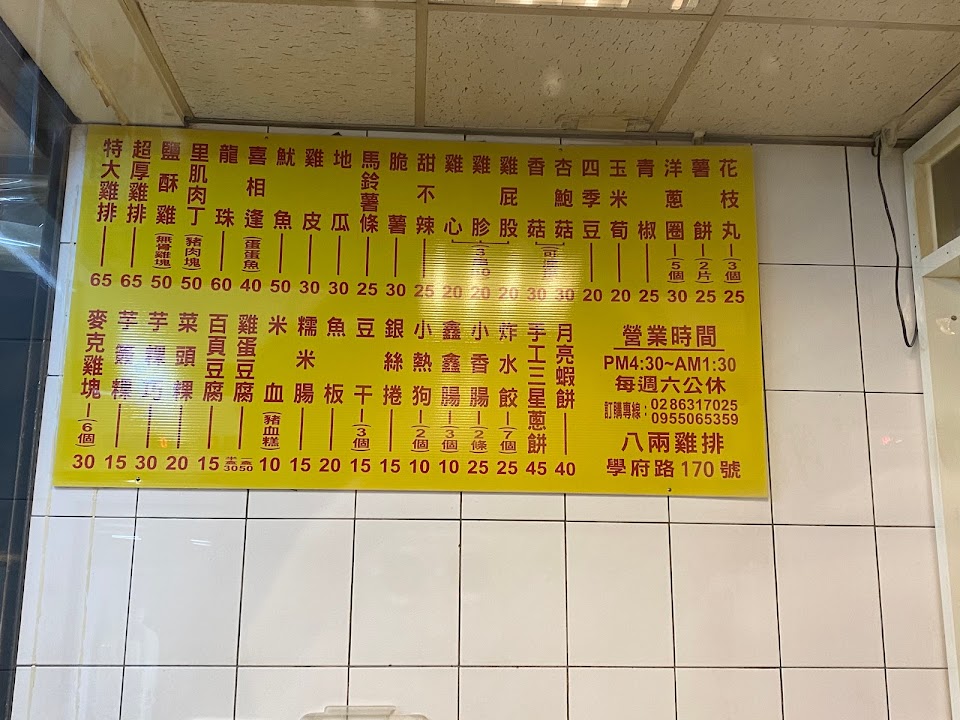 特大雞排 65
超厚雞排 65
鹽酥雞(無骨雞塊) 50
里肌肉丁(豬肉塊) 50
龍珠 60
喜相逢(蛋蛋魚) 40
魷魚 50
雞皮 30
地瓜 30
馬鈴薯條 25
脆薯 30
甜不辣 25
雞心 20
雞胗 20
雞屁股 20
香菇 30
杏鮑菇 30
四季豆 20
玉米荀 20
青椒 25
洋蔥圈(5個) 30
薯餅(2片) 25
花枝丸(3個) 25
麥克雞塊(6個) 30
芋簽粿 15
芋粿巧 30
菜頭粿 20
百頁豆腐 15
雞蛋豆腐 30 50
米血(豬血糕) 10
糯米腸 15
魚板 20
豆干(3個) 15
銀絲捲 15
小熱狗(2個) 10
鑫鑫腸(3個) 10
小香腸(2條) 25
炸水餃(7個) 25
手工三星蔥餅 45
月亮蝦餅 40
營業時間
PM4:30~AM1:30
每週六公休
訂購專線:0286317025
0955065359
八兩雞排
學府路170號